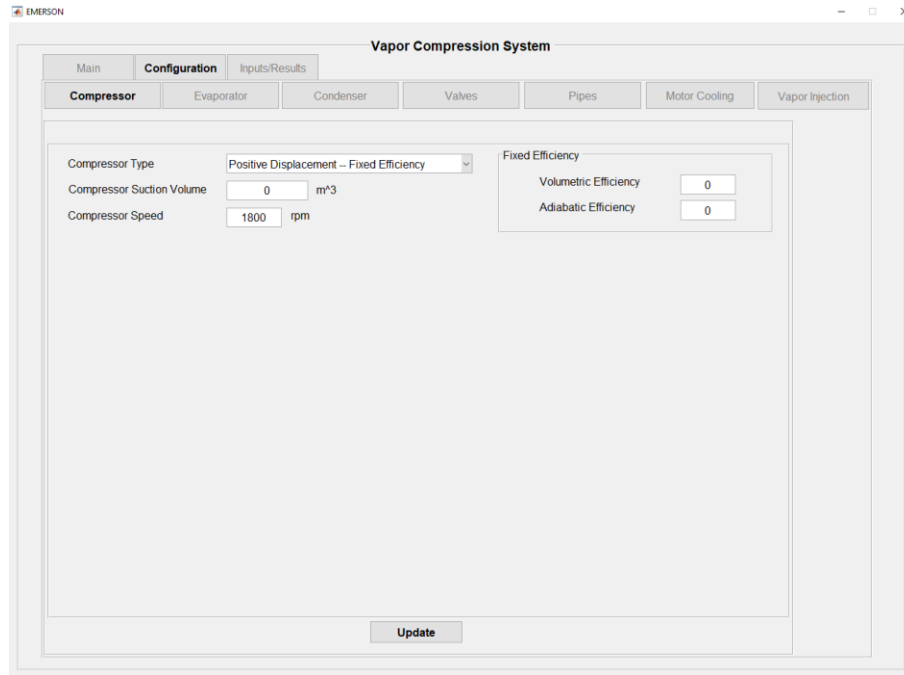 EMERSON
Vapor Compression System
Main Configuration Inputs/Results
Compressor Evaporator Condenser Valves Pipes Motor Cooling Vapor Injection
Compressor Type Positive Displacement -- Fixed Efficiency
Compressor Suction Volume 0 m^3
Compressor Speed 1800 rpm
Fixed Efficiency
Volumetric Efficiency 0
Adiabatic Efficiency 0
Update